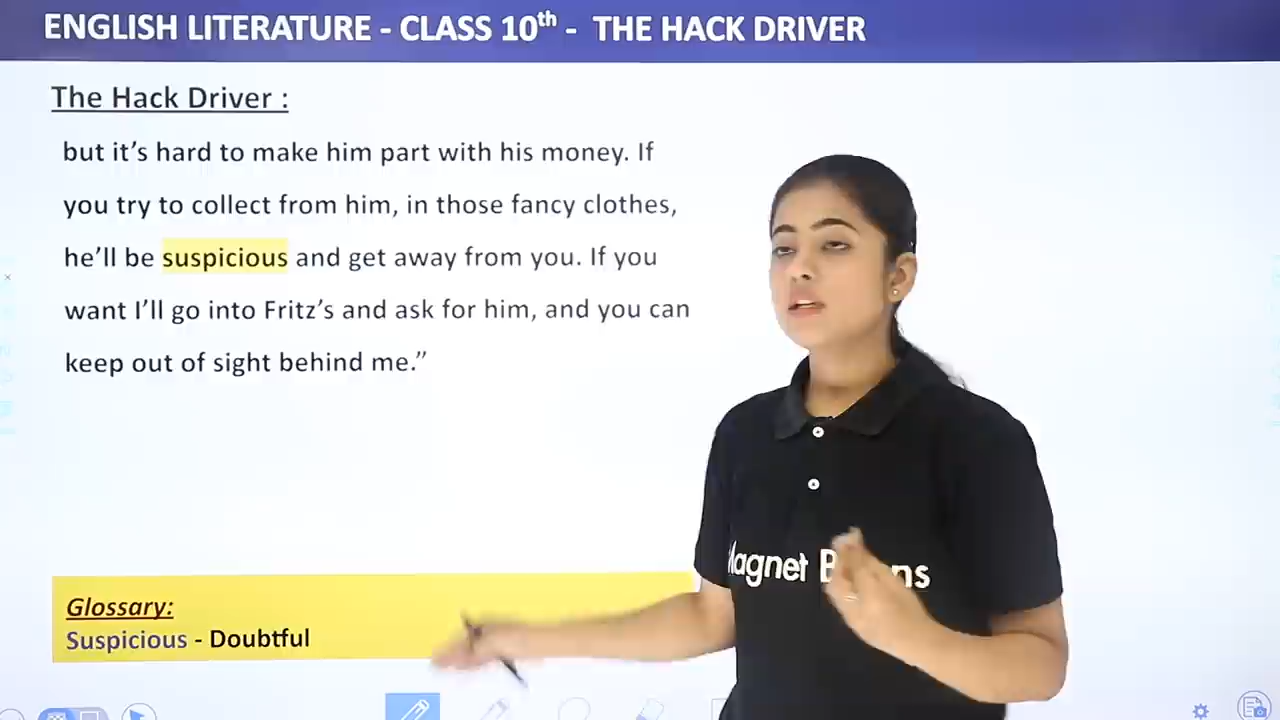 ENGLISH LITERATURE - CLASS 10th - THE HACK DRIVER
The Hack Driver :
but it’s hard to make him part with his money. If
you try to collect from him, in those fancy clothes,
he’ll be suspicious and get away from you. If you
want I’ll go into Fritz’s and ask for him, and you can
keep out of sight behind me.”
Glossary:
Suspicious - Doubtful